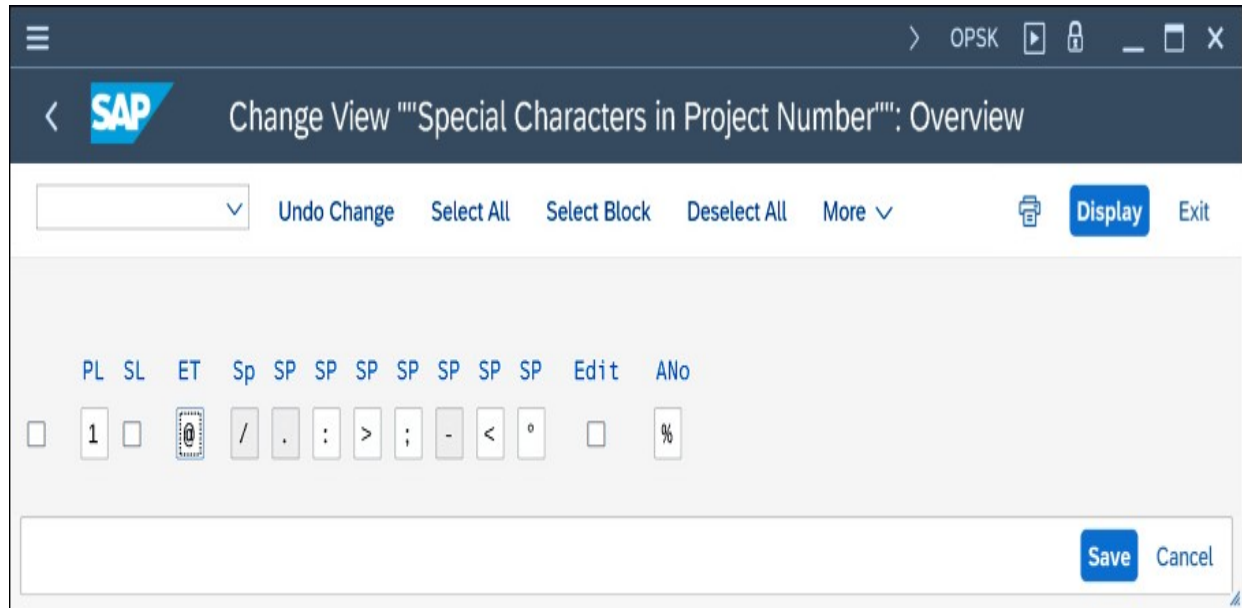 OPSK
SAP Change View ""Special Characters in Project Number"": Overview
Undo Change Select All Select Block Deselect All More Display Exit
PL SL ET Sp SP SP SP SP SP SP SP Edit ANo
1 @ / . : > ; - < ° %
Save Cancel